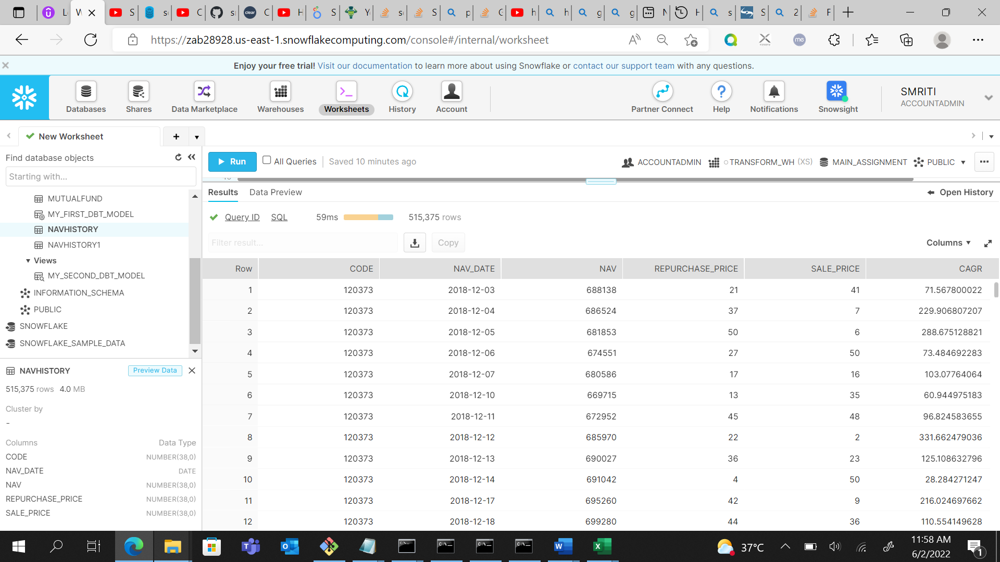 https://zab28928.us-east-1.snowflakecomputing.com/console#/internal/worksheet
Enjoy your free trial! Visit our documentation to learn more about using Snowflake or contact our support team with any questions.
Databases
Shares
Data Marketplace
Warehouses
Worksheets
History
Account
Partner Connect
Help
Notifications
Snowsight
SMRITI
ACCOUNTADMIN
New Worksheet
Find database objects
Starting with...
MUTUALFUND
MY_FIRST_DBT_MODEL
NAVHISTORY
NAVHISTORY1
Views
MY_SECOND_DBT_MODEL
INFORMATION_SCHEMA
PUBLIC
SNOWFLAKE
SNOWFLAKE_SAMPLE_DATA
NAVHISTORY Preview Data
515,375 rows 4.0 MB
Cluster by
-
Columns Data Type
CODE NUMBER(38,0)
NAV_DATE DATE
NAV NUMBER(38,0)
REPURCHASE_PRICE NUMBER(38,0)
SALE_PRICE NUMBER(38,0)
Run All Queries Saved 10 minutes ago ACCOUNTADMIN TRANSFORM_WH (XS) MAIN_ASSIGNMENT PUBLIC
Results Data Preview Open History
Query ID SQL 59ms 515,375 rows
Filter result... Copy Columns
Row CODE NAV_DATE NAV REPURCHASE_PRICE SALE_PRICE CAGR
1 120373 2018-12-03 688138 21 41 71.567800022
2 120373 2018-12-04 686524 37 7 229.906807207
3 120373 2018-12-05 681853 50 6 288.675128821
4 120373 2018-12-06 674551 27 50 73.484692283
5 120373 2018-12-07 680586 17 16 103.07764064
6 120373 2018-12-10 669715 13 35 60.944975183
7 120373 2018-12-11 672952 45 48 96.824583655
8 120373 2018-12-12 685970 22 2 331.662479036
9 120373 2018-12-13 690027 36 23 125.108632796
10 120373 2018-12-14 691042 4 50 28.284271247
11 120373 2018-12-17 695260 42 9 216.024697662
12 120373 2018-12-18 699280 44 36 110.554149628
37°C
11:58 AM
6/2/2022
1